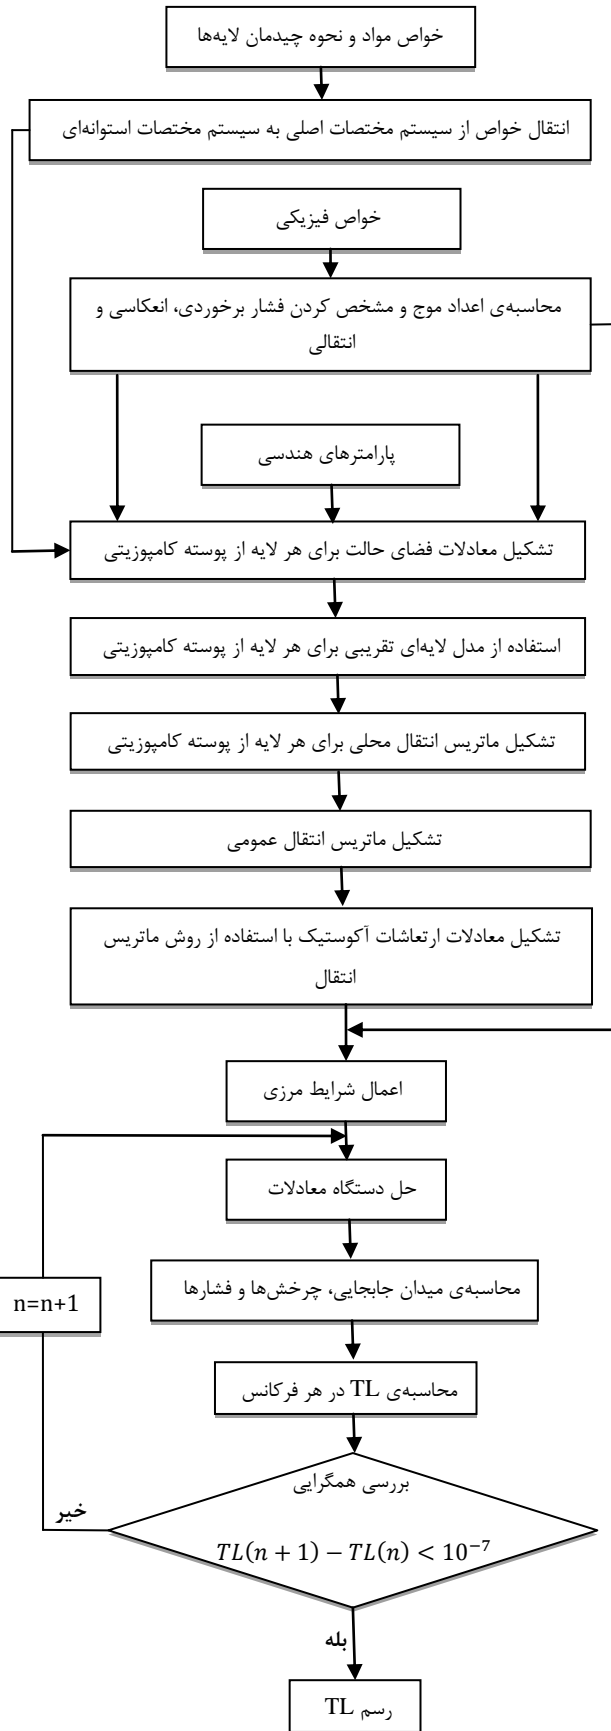 خواص مواد و نحوه چیدمان لایه‌ها
انتقال خواص از سیستم مختصات اصلی به سیستم مختصات استوانه‌ای
خواص فیزیکی
محاسبه‌ی اعداد موج و مشخص کردن فشار برخوردی، انعکاسی و
انتقالی
پارامترهای هندسی
تشکیل معادلات فضای حالت برای هر لایه از پوسته کامپوزیتی
استفاده از مدل لایه‌ای تقریبی برای هر لایه از پوسته کامپوزیتی
تشکیل ماتریس انتقال محلی برای هر لایه از پوسته کامپوزیتی
تشکیل ماتریس انتقال عمومی
تشکیل معادلات ارتعاشات آکوستیک با استفاده از روش ماتریس
انتقال
اعمال شرایط مرزی
حل دستگاه معادلات
محاسبه‌ی میدان جابجایی، چرخش‌ها و فشارها
n=n+1
محاسبه‌ی TL در هر فرکانس
بررسی همگرایی
خیر
$TL(n+1) - TL(n) < 10^{-7}$
بله
رسم TL